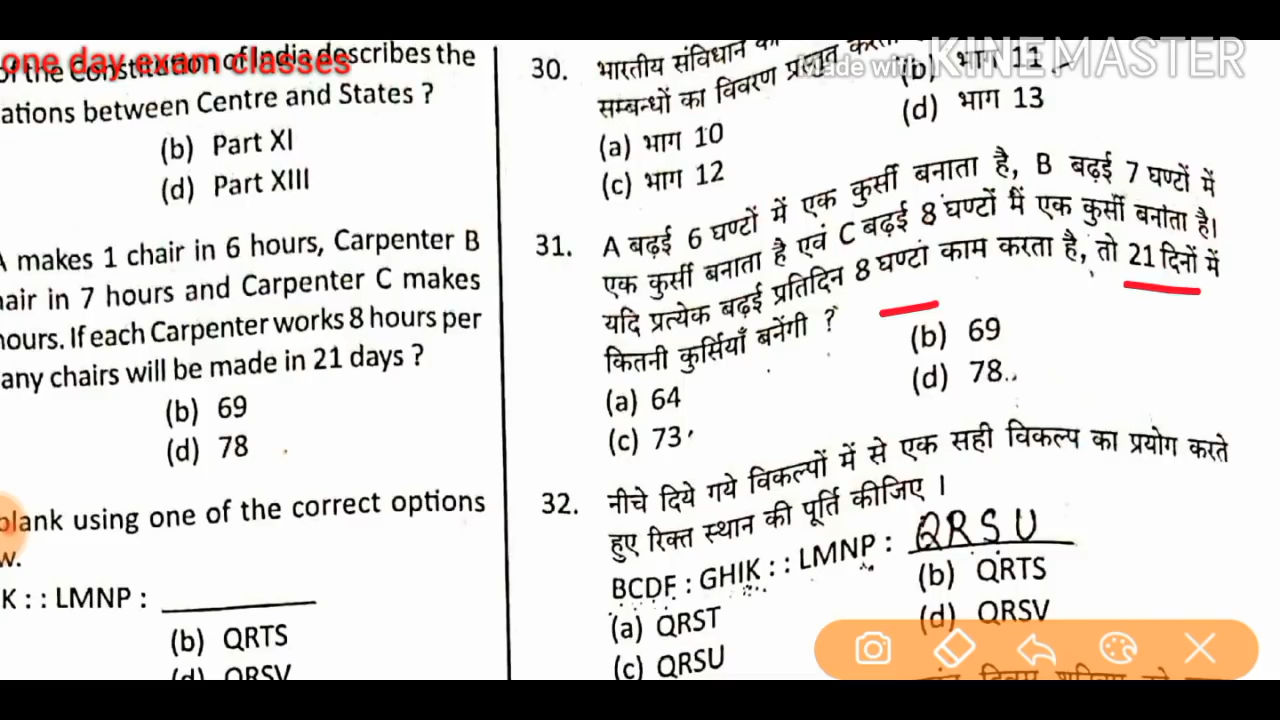 one day exam classes
of the Constitution of India describes the
ations between Centre and States ?
(b) Part XI
(d) Part XIII
A makes 1 chair in 6 hours, Carpenter B
hair in 7 hours and Carpenter C makes
hours. If each Carpenter works 8 hours per
any chairs will be made in 21 days ?
(b) 69
(d) 78
blank using one of the correct options
w.
K : : LMNP :
(b) QRTS
(d) QRSV
Made with KINEMASTER
30. भारतीय संविधान का
सम्बन्धों का विवरण प्रस्तुत करता
(a) भाग 10
(b) भाग 11
(c) भाग 12
(d) भाग 13
31. A बढ़ई 6 घण्टों में एक कुर्सी बनाता है, B बढ़ई 7 घण्टों में
एक कुर्सी बनाता है एवं C बढ़ई 8 घण्टों में एक कुर्सी बनाता है।
यदि प्रत्येक बढ़ई प्रतिदिन 8 घण्टा काम करता है, तो 21 दिनों में
कितनी कुर्सियाँ बनेंगी ?
(a) 64
(b) 69
(c) 73
(d) 78
32. नीचे दिये गये विकल्पों में से एक सही विकल्प का प्रयोग करते
हुए रिक्त स्थान की पूर्ति कीजिए ।
BCDF : GHIK : : LMNP : QRSU
(a) QRST
(b) QRTS
(c) QRSU
(d) QRSV